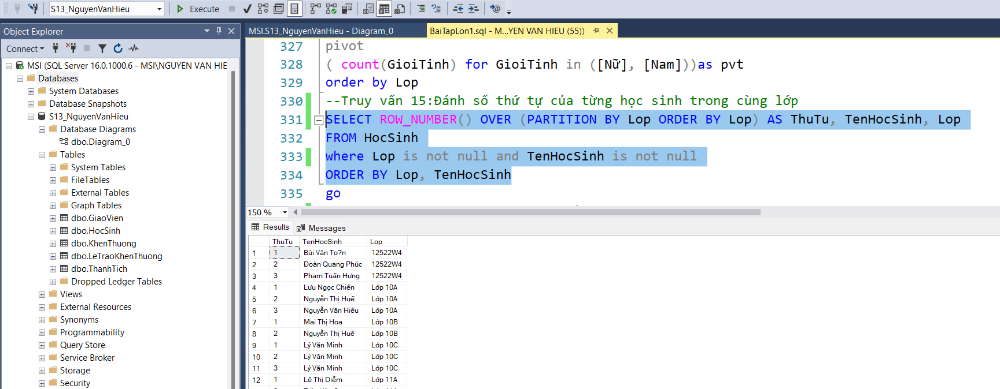 S13_NguyenVanHieu
Execute
Object Explorer
MSI.S13_NguyenVanHieu - Diagram_0
BaiTapLon1.sql - M...YEN VAN HIEU (55))
Connect
MSI (SQL Server 16.0.1000.6 - MSI\NGUYEN VAN HIE
Databases
System Databases
Database Snapshots
S13_NguyenVanHieu
Database Diagrams
dbo.Diagram_0
Tables
System Tables
FileTables
External Tables
Graph Tables
dbo.GiaoVien
dbo.HocSinh
dbo.KhenThuong
dbo.LeTraoKhenThuong
dbo.ThanhTich
Dropped Ledger Tables
Views
External Resources
Synonyms
Programmability
Query Store
Service Broker
Storage
Security
327 pivot
328 ( count(GioiTinh) for GioiTinh in ([Nữ], [Nam]))as pvt
329 order by Lop
330 --Truy vấn 15:Đánh số thứ tự của từng học sinh trong cùng lớp
331 SELECT ROW_NUMBER() OVER (PARTITION BY Lop ORDER BY Lop) AS ThuTu, TenHocSinh, Lop
332 FROM HocSinh
333 where Lop is not null and TenHocSinh is not null
334 ORDER BY Lop, TenHocSinh
335 go
150 %
Results Messages
ThuTu TenHocSinh Lop
1 1 Bùi Văn To?n 12522W4
2 2 Đoàn Quang Phúc 12522W4
3 3 Phạm Tuấn Hưng 12522W4
4 1 Lưu Ngọc Chiến Lớp 10A
5 2 Nguyễn Thị Huế Lớp 10A
6 3 Nguyễn Văn Hiếu Lớp 10A
7 1 Mai Thị Hoa Lớp 10B
8 2 Nguyễn Thị Huế Lớp 10B
9 1 Lý Văn Minh Lớp 10C
10 2 Lý Văn Minh Lớp 10C
11 3 Lý Văn Minh Lớp 10C
12 1 Lê Thị Diễm Lớp 11A